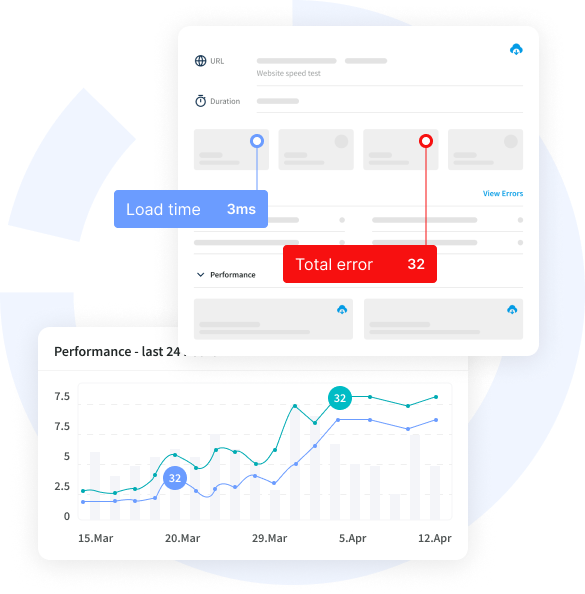 URL
Website speed test
Duration
View Errors
Load time 3ms
Total error 32
Performance
Performance - last 24
7.5
7.5
5
2.5
0
32
32
15.Mar 20.Mar 29.Mar 5.Apr 12.Apr